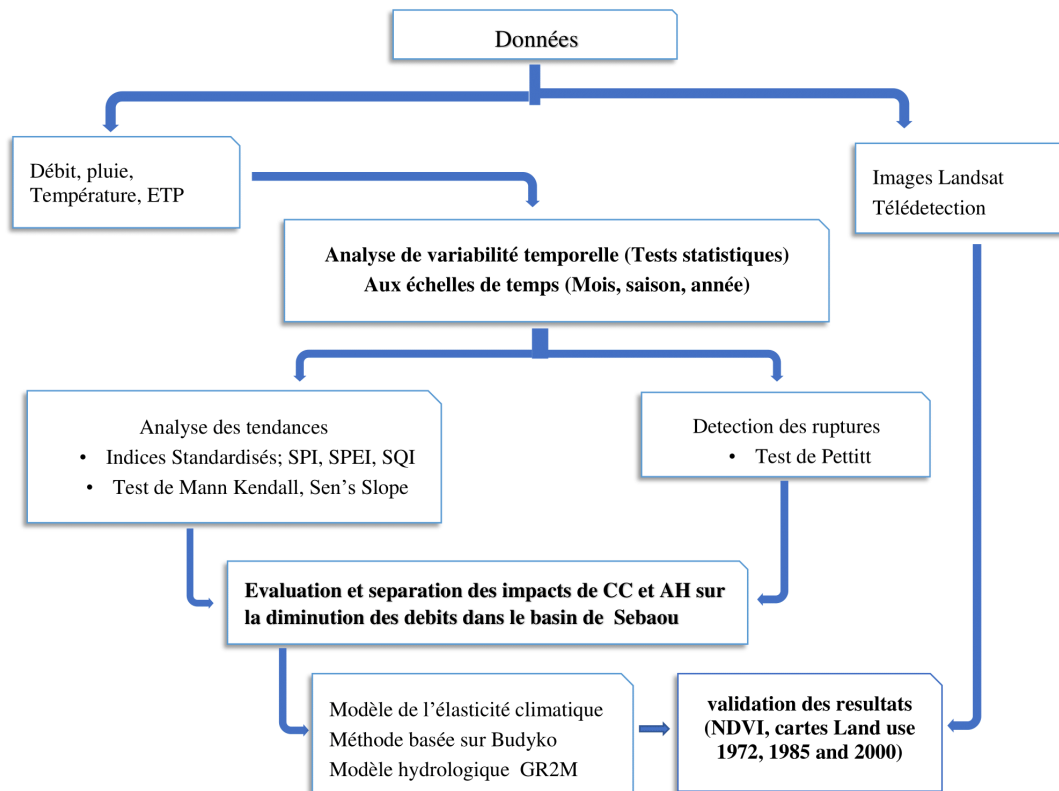 Données
Débit, pluie,
Température, ETP
Images Landsat
Télédetection
Analyse de variabilité temporelle (Tests statistiques)
Aux échelles de temps (Mois, saison, année)
Analyse des tendances
• Indices Standardisés; SPI, SPEI, SQI
• Test de Mann Kendall, Sen's Slope
Detection des ruptures
• Test de Pettitt
Evaluation et separation des impacts de CC et AH sur
la diminution des debits dans le basin de Sebaou
Modèle de l'élasticité climatique
Méthode basée sur Budyko
Modèle hydrologique GR2M
validation des resultats
(NDVI, cartes Land use
1972, 1985 and 2000)